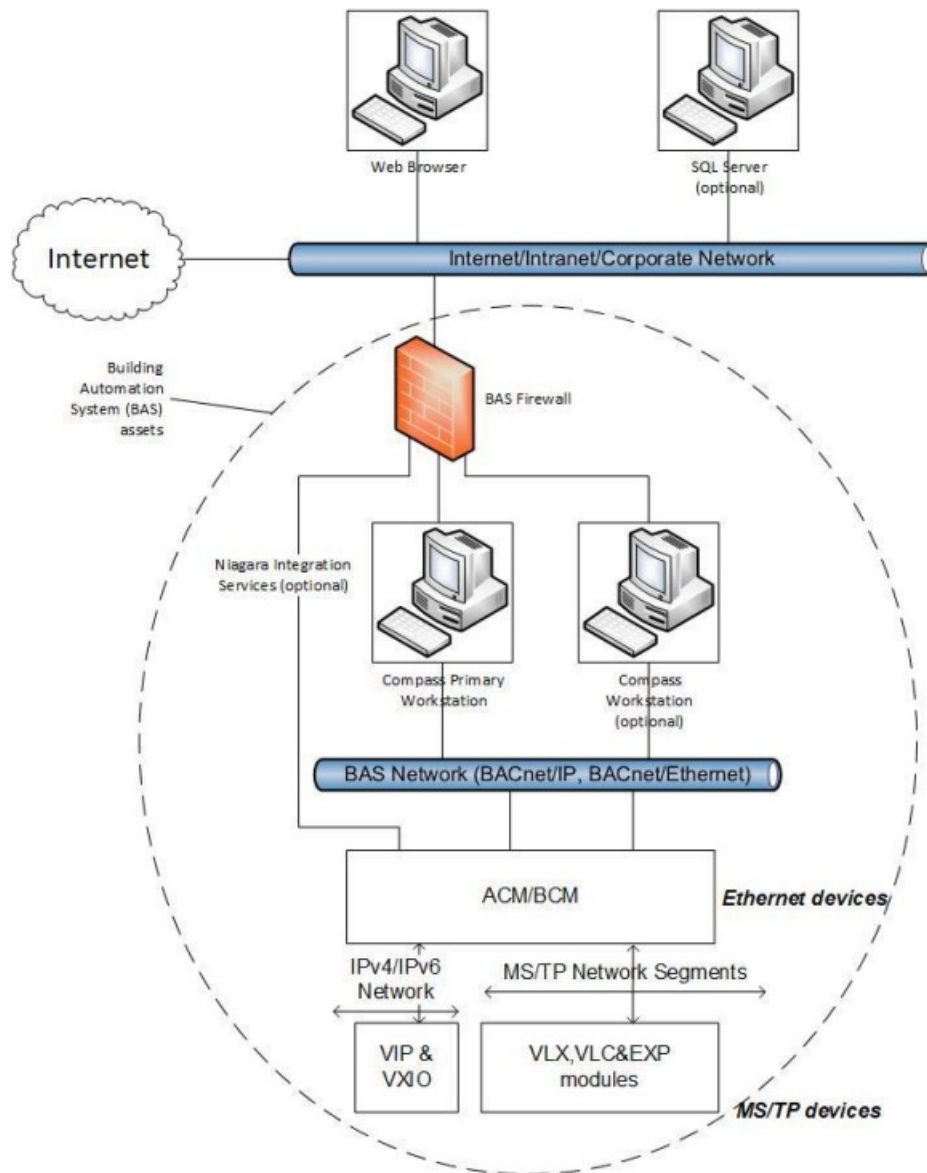 Web Browser
SQL Server
(optional)
Internet
Internet/Intranet/Corporate Network
Building
Automation
System (BAS)
assets
BAS Firewall
Niagara Integration
Services (optional)
Compass Primary
Workstation
Compass
Workstation
(optional)
BAS Network (BACnet/IP, BACnet/Ethernet)
ACM/BCM
Ethernet devices
IPv4/IPv6
Network
MS/TP Network Segments
VIP &
VXIO
VLX,VLC&EXP
modules
MS/TP devices